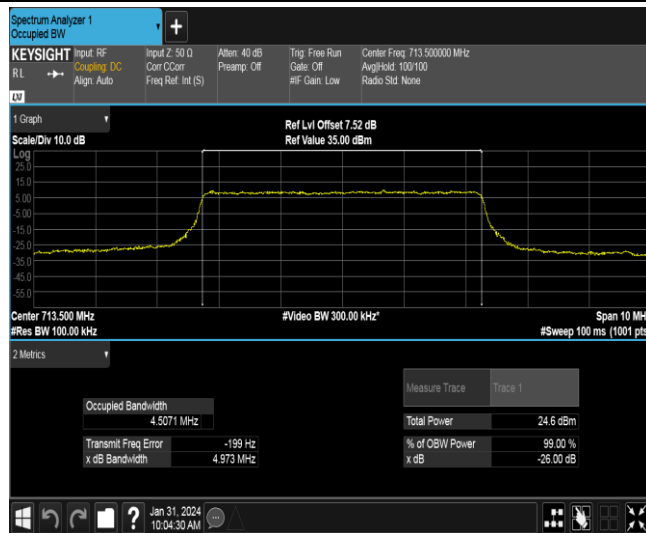 Spectrum Analyzer 1
Occupied BW
+
KEYSIGHT
RL
Input: RF
Coupling: DC
Align: Auto
Input Z: 50 Ω
Corr CCorr
Freq Ref: Int (S)
Atten: 40 dB
Preamp: Off
Trig: Free Run
Gate: Off
#IF Gain: Low
Center Freq: 713.500000 MHz
Avg|Hold: 100/100
Radio Std: None
1 Graph
Scale/Div 10.0 dB
Ref Lvl Offset 7.52 dB
Ref Value 35.00 dBm
Log
25.0
15.0
5.00
-5.00
-15.0
-25.0
-35.0
-45.0
-55.0
Center 713.500 MHz
#Video BW 300.00 kHz*
Span 10 MH
#Res BW 100.00 kHz
#Sweep 100 ms (1001 pts
2 Metrics
Measure Trace
Trace 1
Occupied Bandwidth
4.5071 MHz
Total Power
24.6 dBm
Transmit Freq Error
-199 Hz
% of OBW Power
99.00 %
x dB Bandwidth
4.973 MHz
x dB
-26.00 dB
?
Jan 31, 2024
10:04:30 AM